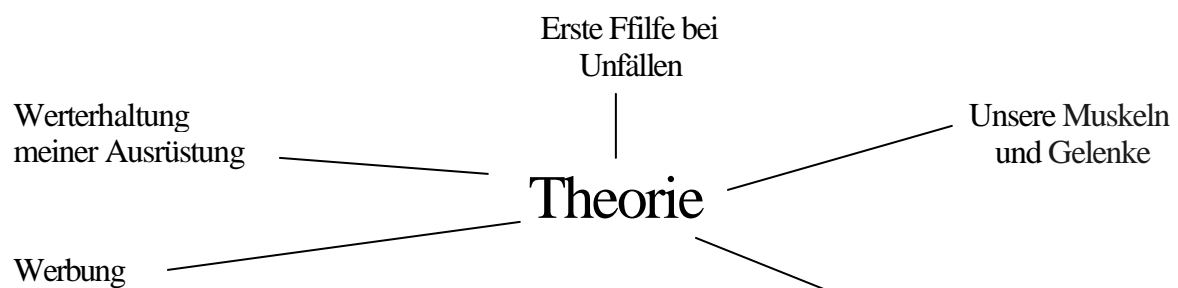 Erste Ffilfe bei
Unfällen
Werterhaltung
meiner Ausrüstung
Unsere Muskeln
und Gelenke
Theorie
Werbung